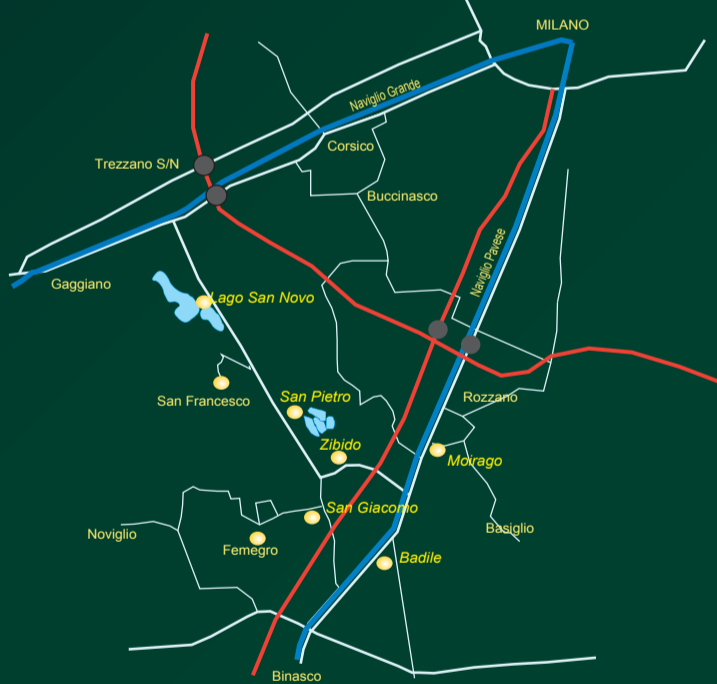 MILANO
Naviglio Grande
Corsico
Trezzano S/N
Buccinasco
Naviglio Pavese
Gaggiano
Lago San Novo
San Francesco
San Pietro
Rozzano
Zibido
Moirago
San Giacomo
Basiglio
Noviglio
Femegro
Badile
Binasco